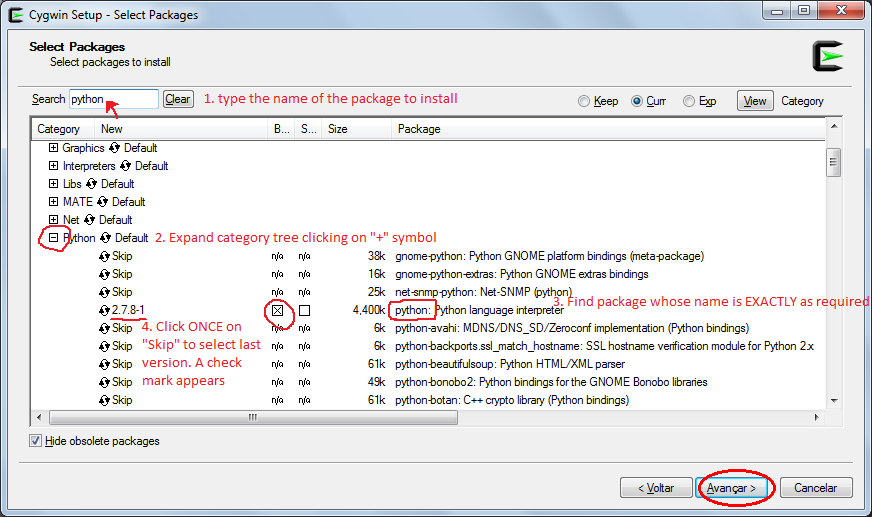 Cygwin Setup - Select Packages
Select Packages
Select packages to install
Search python Clear 1. type the name of the package to install Keep Curr Exp View Category
Category New B... S... Size Package
Graphics Default
Interpreters Default
Libs Default
MATE Default
Net Default
Python Default 2. Expand category tree clicking on "+" symbol
Skip n/a n/a 38k gnome-python: Python GNOME platform bindings (meta-package)
Skip n/a n/a 16k gnome-python-extras: Python GNOME extras bindings
Skip n/a n/a 25k net-snmp-python: Net-SNMP (python)
3. Find package whose name is EXACTLY as required
2.7.8-1 4,400k python: Python language interpreter
Skip n/a n/a 6k python-avahi: MDNS/DNS_SD/Zeroconf implementation (Python bindings)
Skip n/a n/a 6k python-backports.ssl_match_hostname: SSL hostname verification module for Python 2.x
Skip n/a n/a 61k python-beautifulsoup: Python HTML/XML parser
Skip n/a n/a 49k python-bonobo2: Python bindings for the GNOME Bonobo libraries
Skip n/a n/a 61k python-botan: C++ crypto library (Python bindings)
4. Click ONCE on
"Skip" to select last
version. A check
mark appears
Hide obsolete packages
< Voltar Avançar > Cancelar